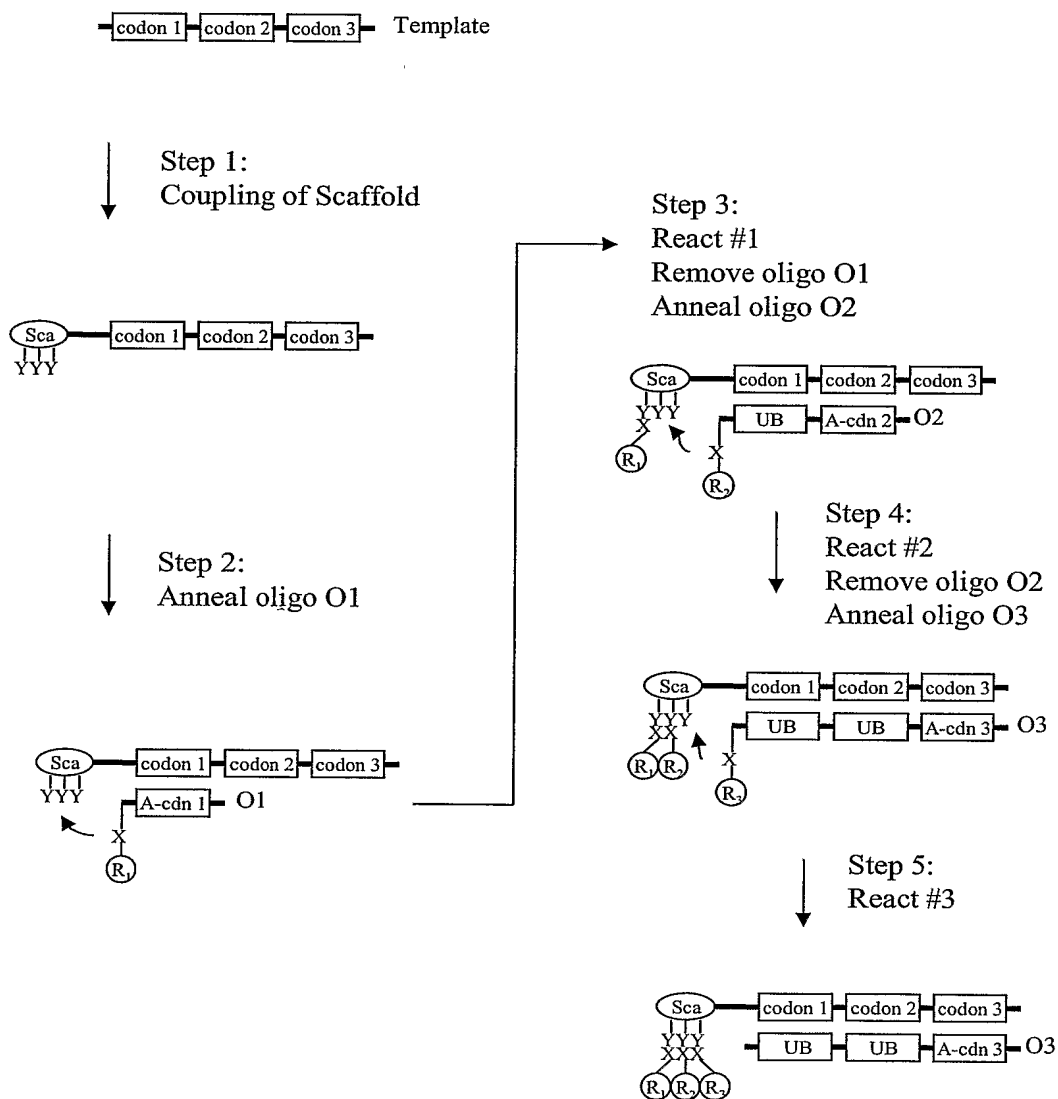 codon 1 codon 2 codon 3 Template
Step 1:
Coupling of Scaffold
Sca codon 1 codon 2 codon 3
YYY
Step 2:
Anneal oligo O1
Sca codon 1 codon 2 codon 3
YYY
A-cdn 1 O1
X
R₁
Step 3:
React #1
Remove oligo O1
Anneal oligo O2
Sca codon 1 codon 2 codon 3
YYY
X UB A-cdn 2 O2
X
R₁
R₂
Step 4:
React #2
Remove oligo O2
Anneal oligo O3
Sca codon 1 codon 2 codon 3
YYY
XX UB UB A-cdn 3 O3
X
R₁ R₂
R₃
Step 5:
React #3
Sca codon 1 codon 2 codon 3
YYY
XXX UB UB A-cdn 3 O3
R₁ R₂ R₃